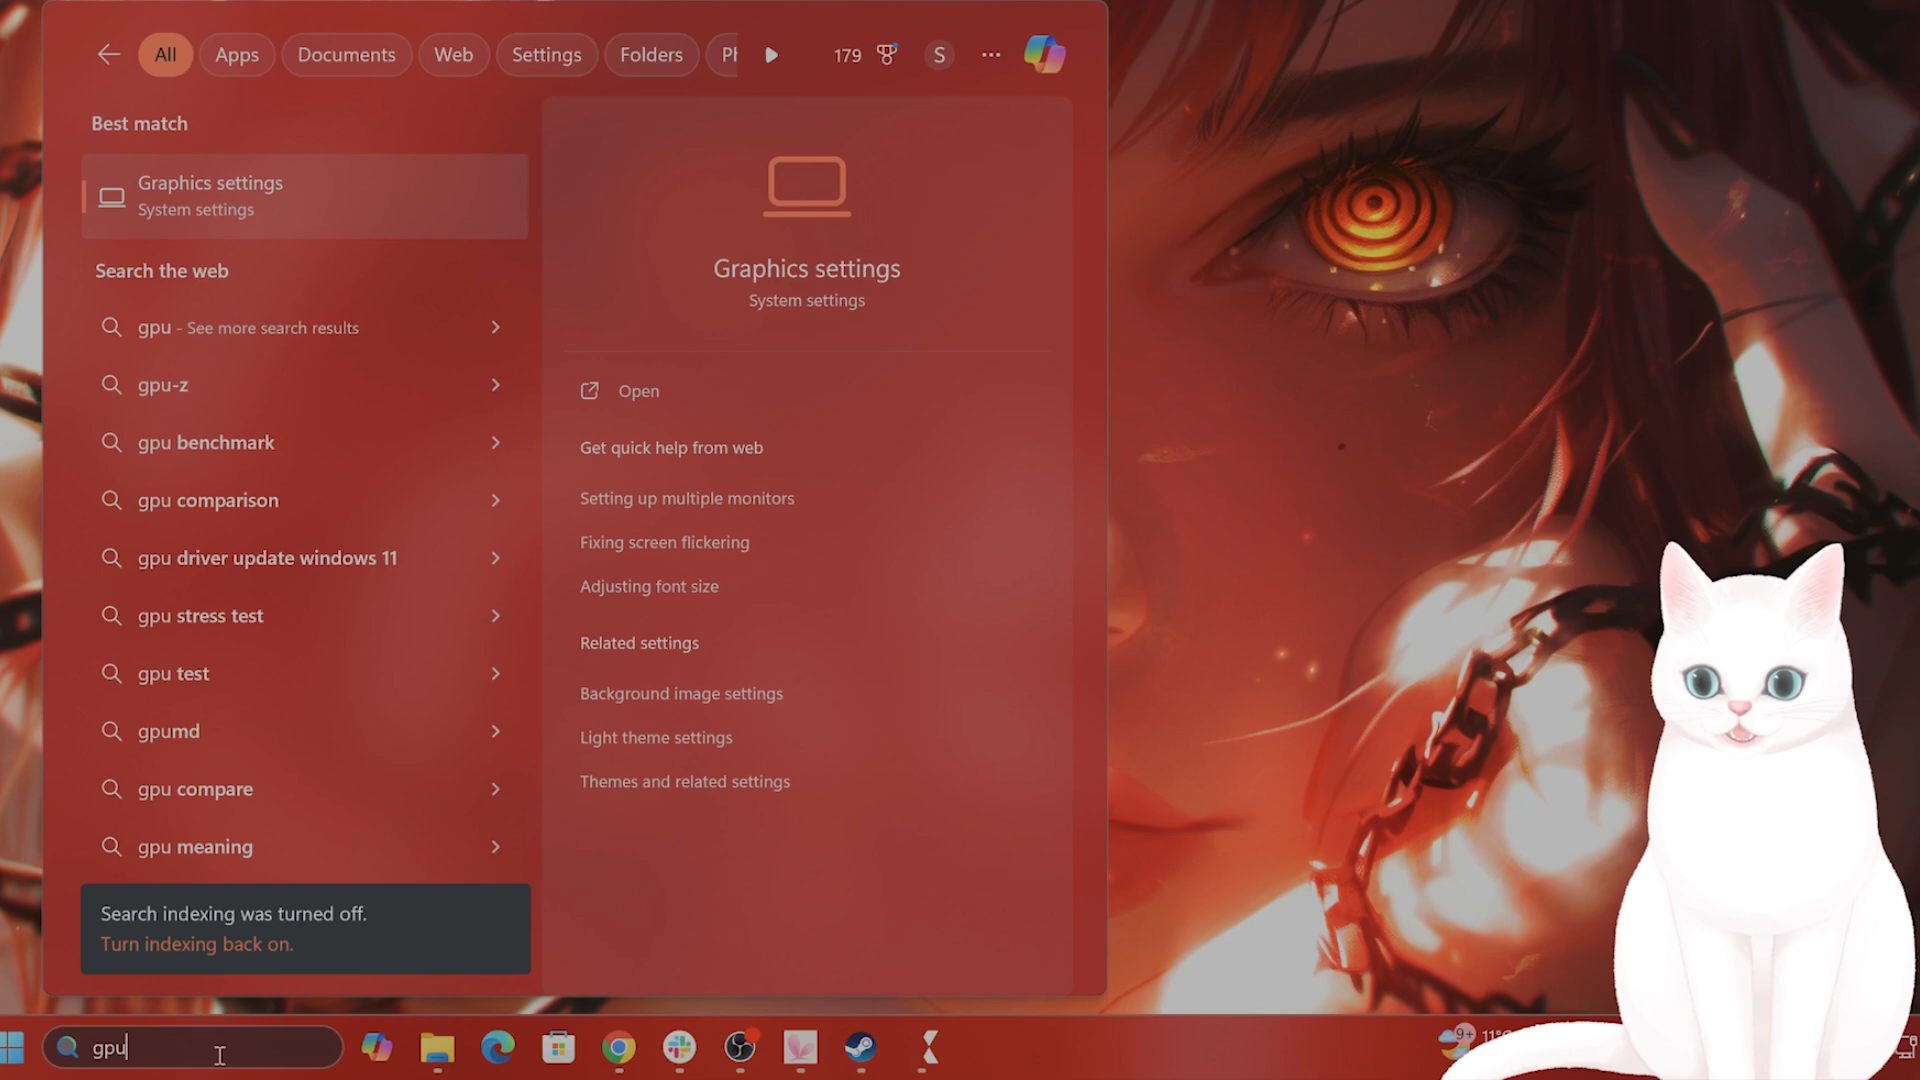 All
Apps
Documents
Web
Settings
Folders
179
S
Best match
Graphics settings
System settings
Search the web
gpu - See more search results
gpu-z
gpu benchmark
gpu comparison
gpu driver update windows 11
gpu stress test
gpu test
gpumd
gpu compare
gpu meaning
Search indexing was turned off.
Turn indexing back on.
Graphics settings
System settings
Open
Get quick help from web
Setting up multiple monitors
Fixing screen flickering
Adjusting font size
Related settings
Background image settings
Light theme settings
Themes and related settings
gpu
9+